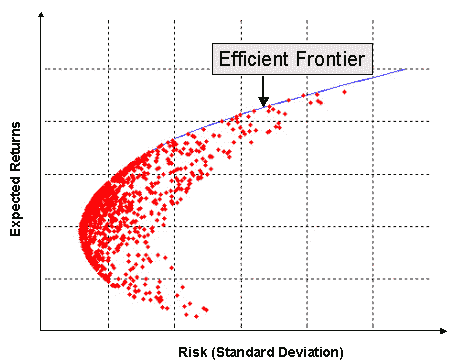 Efficient Frontier
Expected Returns
Risk (Standard Deviation)